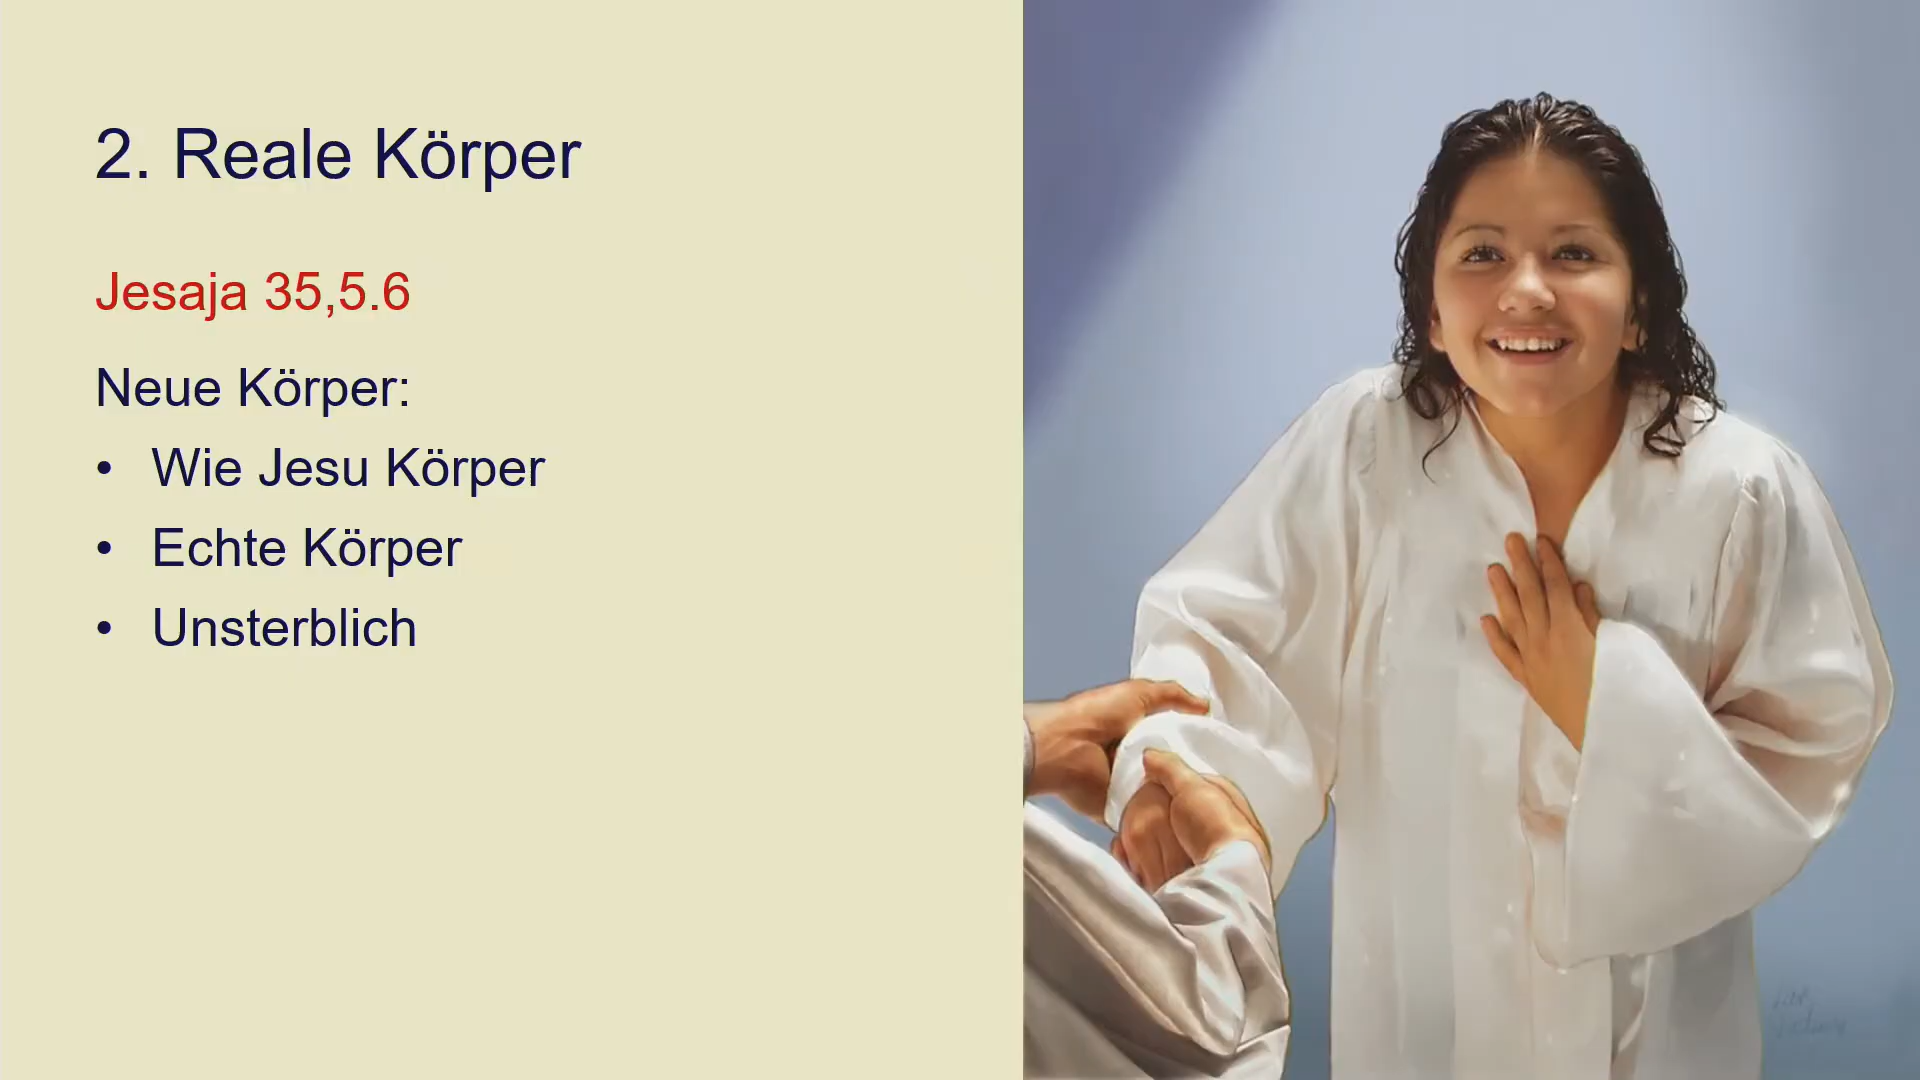 2. Reale Körper
Jesaja 35,5.6
Neue Körper:
• Wie Jesu Körper
• Echte Körper
• Unsterblich